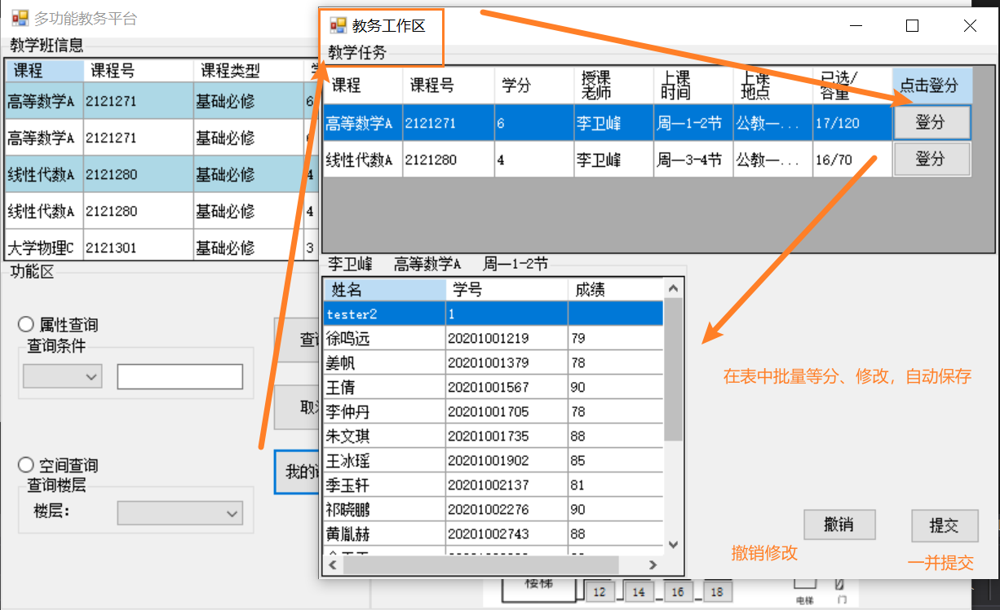 多功能教务平台
教学班信息
课程 课程号 课程类型
高等数学A 2121271 基础必修 6
高等数学A 2121271 基础必修
线性代数A 2121280 基础必修 4
线性代数A 2121280 基础必修 4
大学物理C 2121301 基础必修 3
功能区
属性查询
查询条件
空间查询
查询楼层
楼层:
我的
教务工作区
教学任务
课程 课程号 学分 授课老师 上课时间 上课地点 已选/容量 点击登分
高等数学A 2121271 6 李卫峰 周一1-2节 公教一... 17/120 登分
线性代数A 2121280 4 李卫峰 周一3-4节 公教一... 16/70 登分
李卫峰 高等数学A 周一1-2节
姓名 学号 成绩
tester2 1
徐鸣远 20201001219 79
姜帆 20201001379 78
王倩 20201001567 90
李仲丹 20201001705 78
朱文琪 20201001735 88
王冰瑶 20201001902 85
季玉轩 20201002137 81
祁晓鹏 20201002276 90
黄胤赫 20201002743 88
在表中批量等分、修改，自动保存
撤销 提交
撤销修改 一并提交
楼梯 12 14 16 18 电梯 门